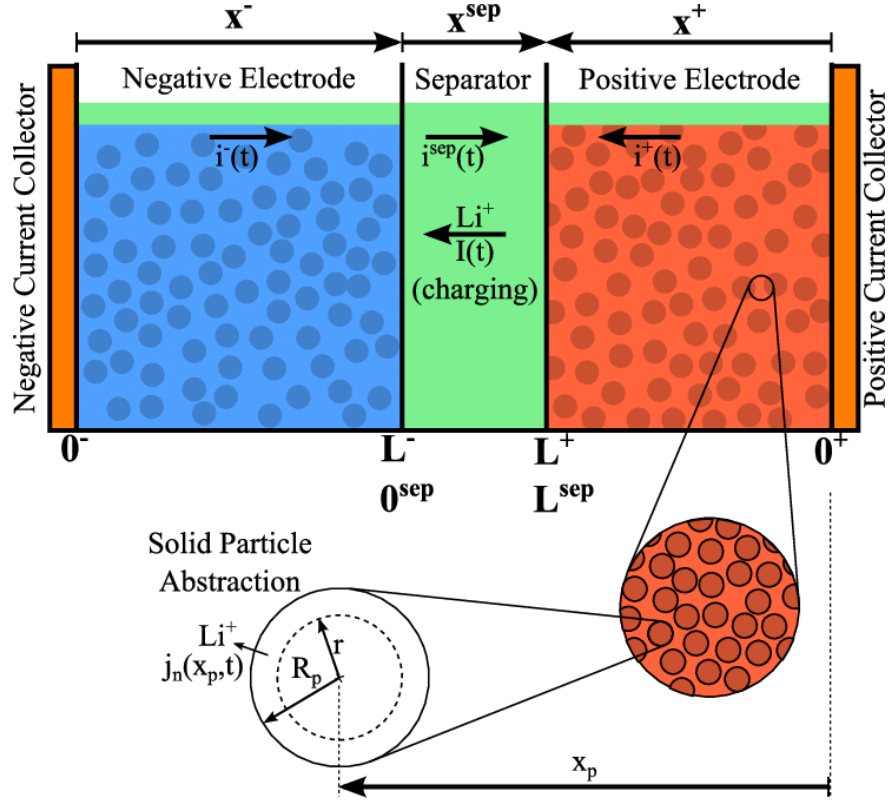 x⁻ xˢᵉᵖ x⁺
Negative Electrode Separator Positive Electrode
i⁻(t) iˢᵉᵖ(t) i⁺(t)
Li⁺
I(t)
(charging)
Negative Current Collector
Positive Current Collector
0⁻ L⁻ L⁺ 0⁺
0ˢᵉᵖ Lˢᵉᵖ
Solid Particle
Abstraction
Li⁺
jₙ(xₚ,t)
r
Rₚ
xₚ